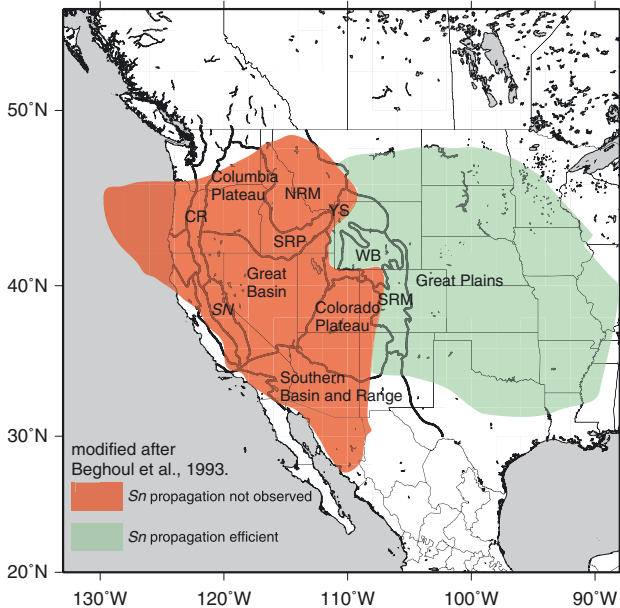 50˚N
Columbia
Plateau
NRM
YS
CR
SRP
WB
Great
Basin
Great Plains
40˚N
SN
Colorado
Plateau
SRM
Southern
Basin and Range
30˚N
modified after
Beghoul et al., 1993.
Sn propagation not observed
Sn propagation efficient
20˚N
130˚W 120˚W 110˚W 100˚W 90˚W